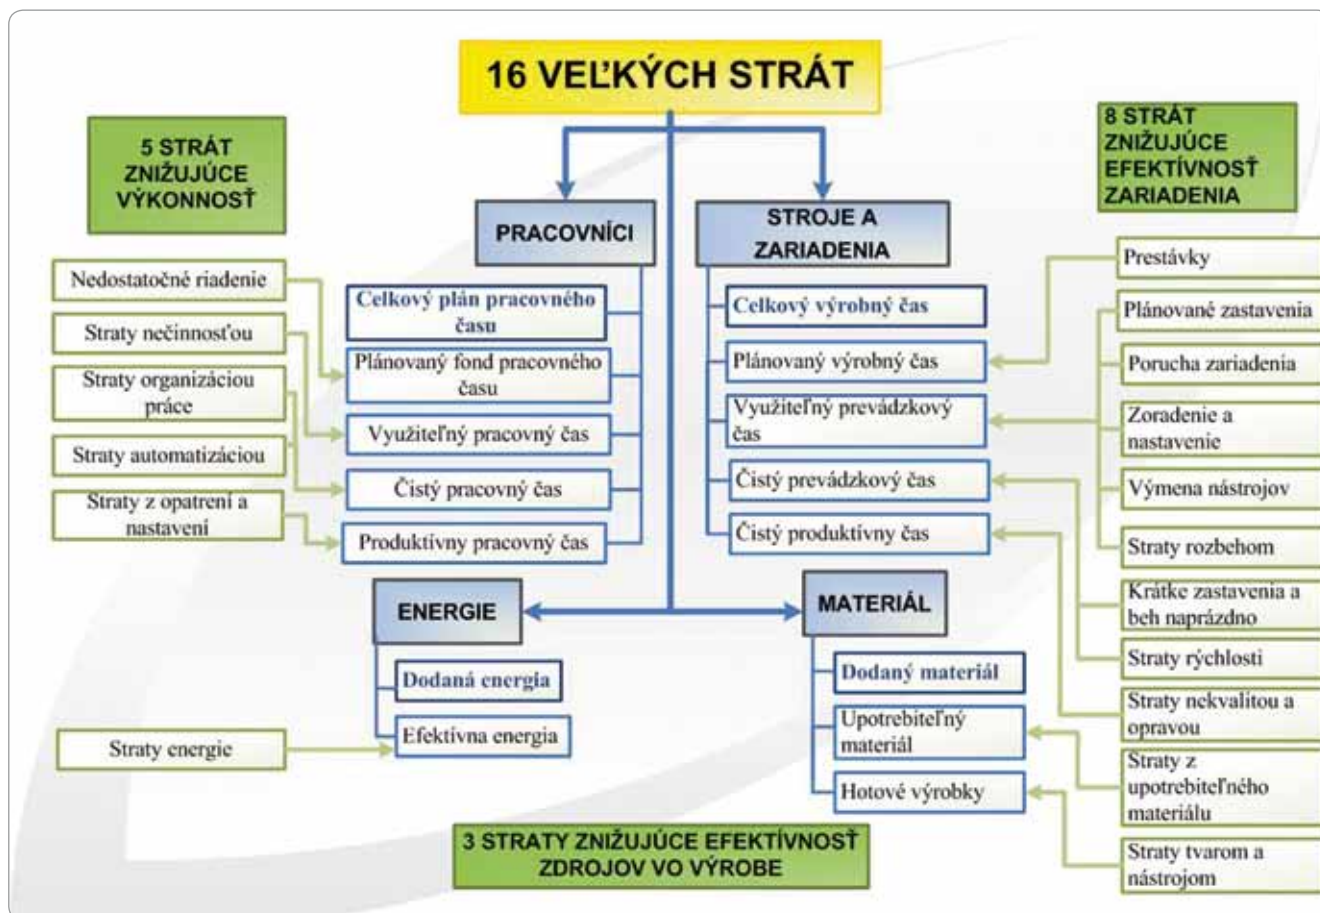 16 VEĽKÝCH STRÁT
5 STRÁT
ZNIŽUJÚCE
VÝKONNOSŤ
8 STRÁT
ZNIŽUJÚCE
EFEKTÍVNOSŤ
ZARIADENIA
PRACOVNÍCI
STROJE A
ZARIADENIA
Nedostatočné riadenie
Straty nečinnosťou
Straty organizáciou
práce
Straty automatizáciou
Straty z opatrení a
nastavení
Celkový plán pracovného
času
Plánovaný fond pracovného
času
Využiteľný pracovný čas
Čistý pracovný čas
Produktívny pracovný čas
Celkový výrobný čas
Plánovaný výrobný čas
Využiteľný prevádzkový
čas
Čistý prevádzkový čas
Čistý produktívny čas
Prestávky
Plánované zastavenia
Porucha zariadenia
Zoradenie a
nastavenie
Výmena nástrojov
Straty rozbehom
Krátke zastavenia a
beh naprázdno
Straty rýchlosti
Straty nekvalitou a
opravou
Straty z
upotrebiteľného
materiálu
Straty tvarom a
nástrojom
ENERGIE
Dodaná energia
Efektívna energia
Straty energie
MATERIÁL
Dodaný materiál
Upotrebiteľný
materiál
Hotové výrobky
3 STRATY ZNIŽUJÚCE EFEKTÍVNOSŤ
ZDROJOV VO VÝROBE